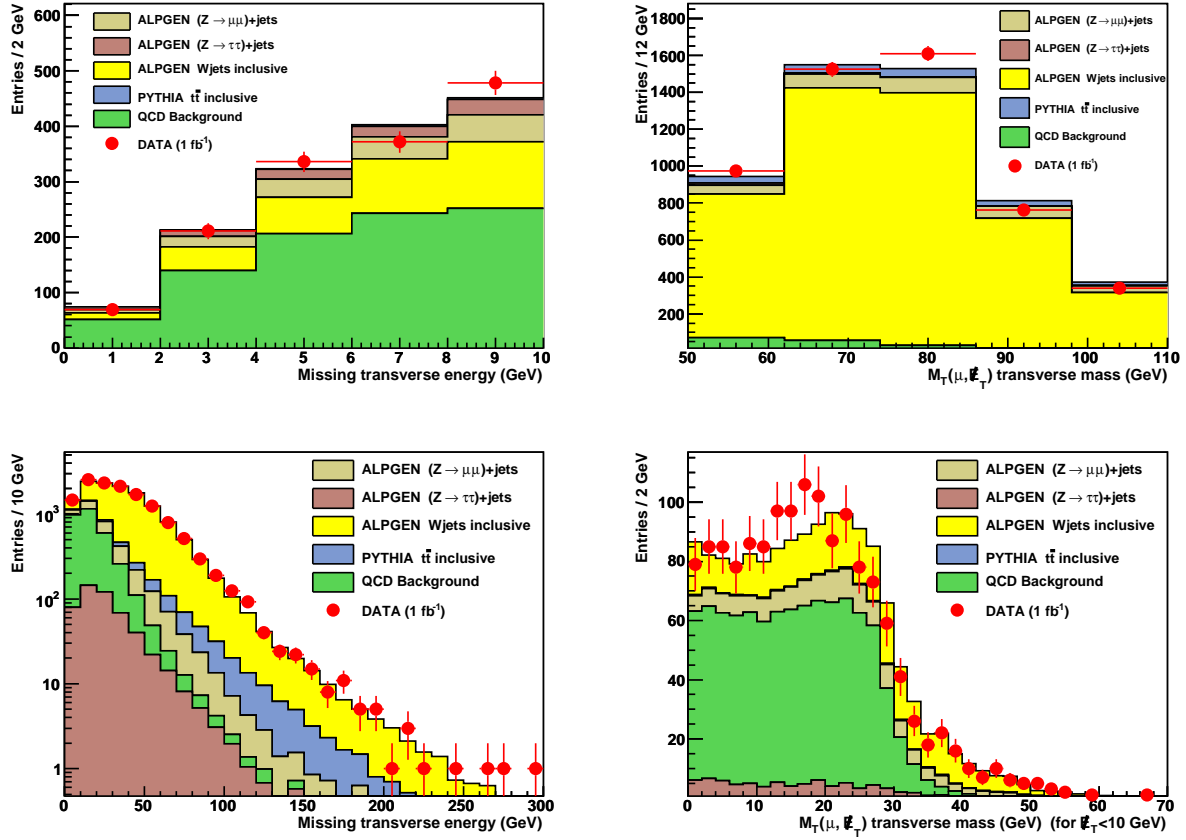 Entries / 2 GeV
600
500
400
300
200
100
0
ALPGEN (Z → μμ)+jets
ALPGEN (Z → ττ)+jets
ALPGEN Wjets inclusive
PYTHIA tt̄ inclusive
QCD Background
DATA (1 fb⁻¹)
0 1 2 3 4 5 6 7 8 9 10
Missing transverse energy (GeV)
Entries / 12 GeV
1800
1600
1400
1200
1000
800
600
400
200
0
ALPGEN (Z → μμ)+jets
ALPGEN (Z → ττ)+jets
ALPGEN Wjets inclusive
PYTHIA tt̄ inclusive
QCD Background
DATA (1 fb⁻¹)
50 60 70 80 90 100 110
M_T(μ,E̸_T) transverse mass (GeV)
Entries / 10 GeV
10³
10²
10
1
ALPGEN (Z → μμ)+jets
ALPGEN (Z → ττ)+jets
ALPGEN Wjets inclusive
PYTHIA tt̄ inclusive
QCD Background
DATA (1 fb⁻¹)
0 50 100 150 200 250 300
Missing transverse energy (GeV)
Entries / 2 GeV
100
80
60
40
20
ALPGEN (Z → μμ)+jets
ALPGEN (Z → ττ)+jets
ALPGEN Wjets inclusive
PYTHIA tt̄ inclusive
QCD Background
DATA (1 fb⁻¹)
0 10 20 30 40 50 60 70
M_T(μ,E̸_T) transverse mass (GeV) (for E̸_T<10 GeV)